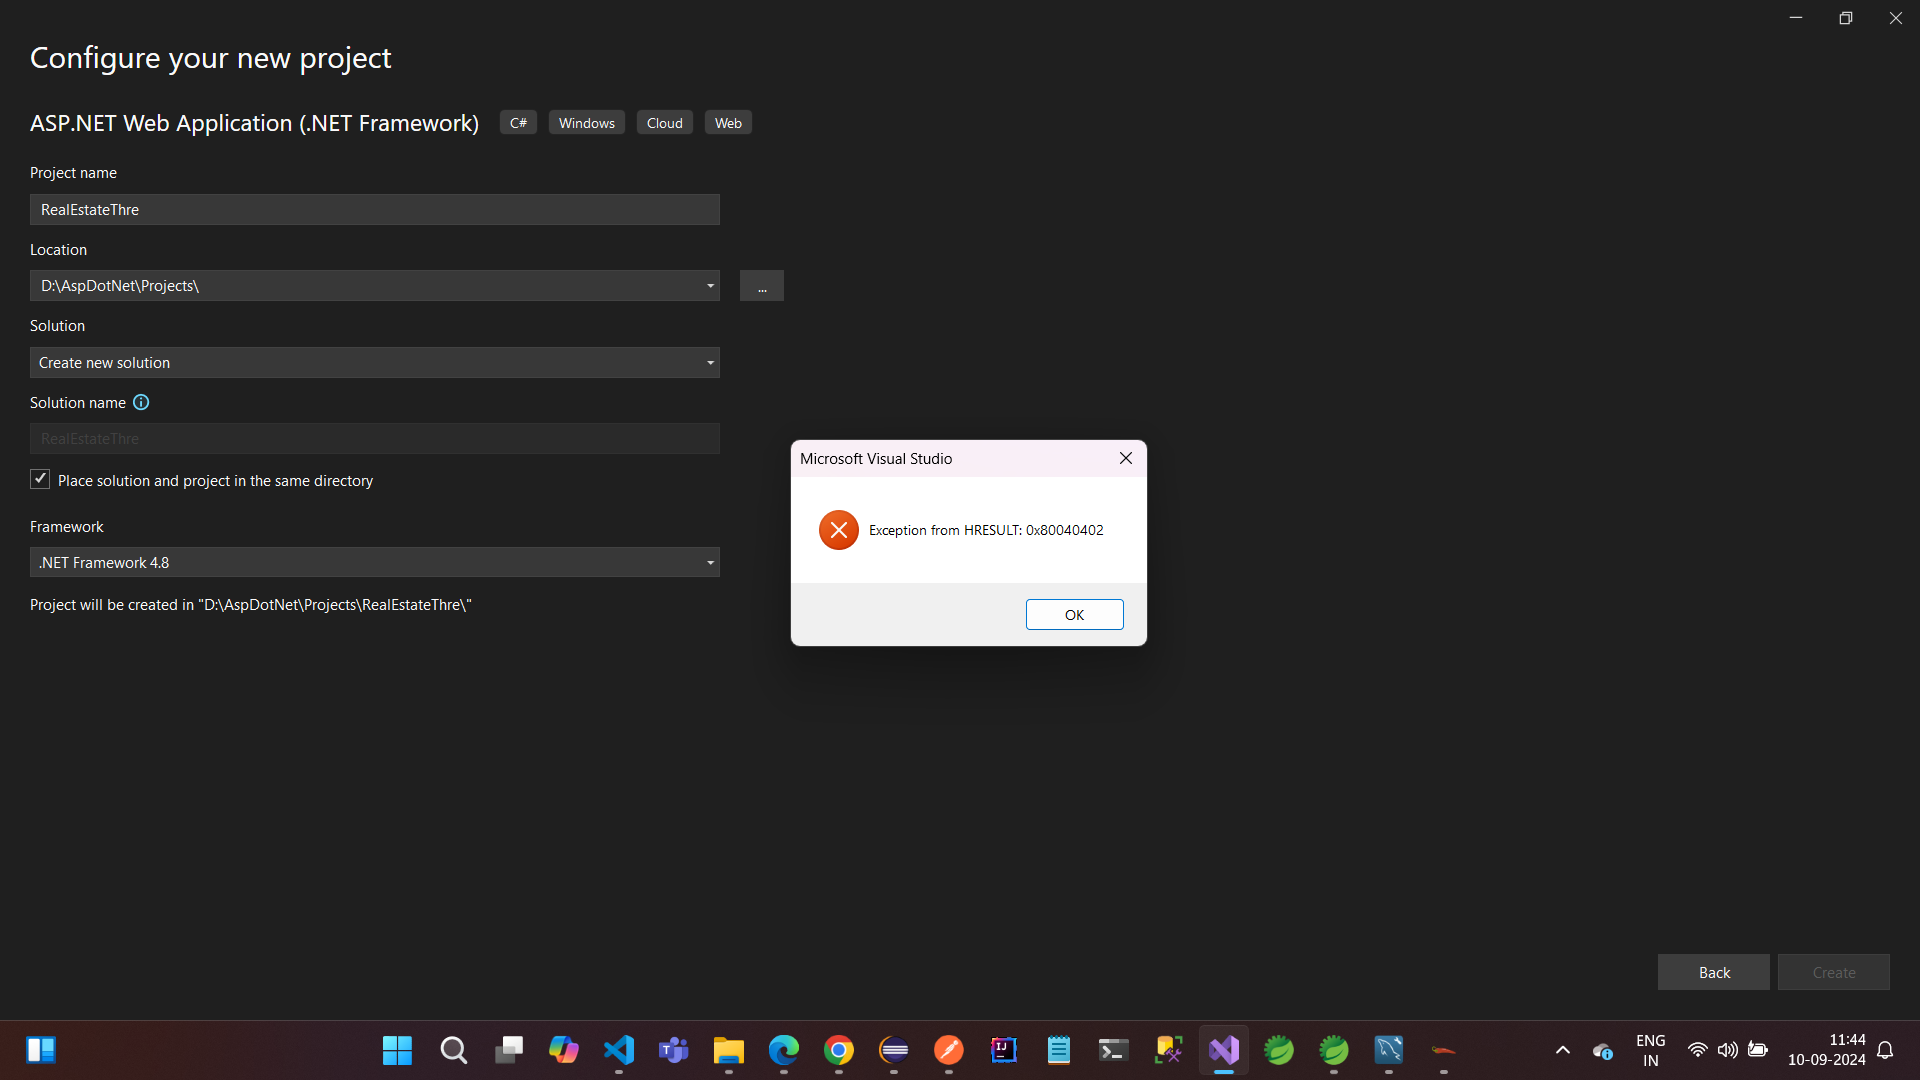 Configure your new project
ASP.NET Web Application (.NET Framework) C# Windows Cloud Web
Project name
RealEstateThre
Location
D:\AspDotNet\Projects\
...
Solution
Create new solution
Solution name
RealEstateThre
Place solution and project in the same directory
Framework
.NET Framework 4.8
Project will be created in "D:\AspDotNet\Projects\RealEstateThre\"
Microsoft Visual Studio
Exception from HRESULT: 0x80040402
OK
Back Create
ENG
IN
11:44
10-09-2024